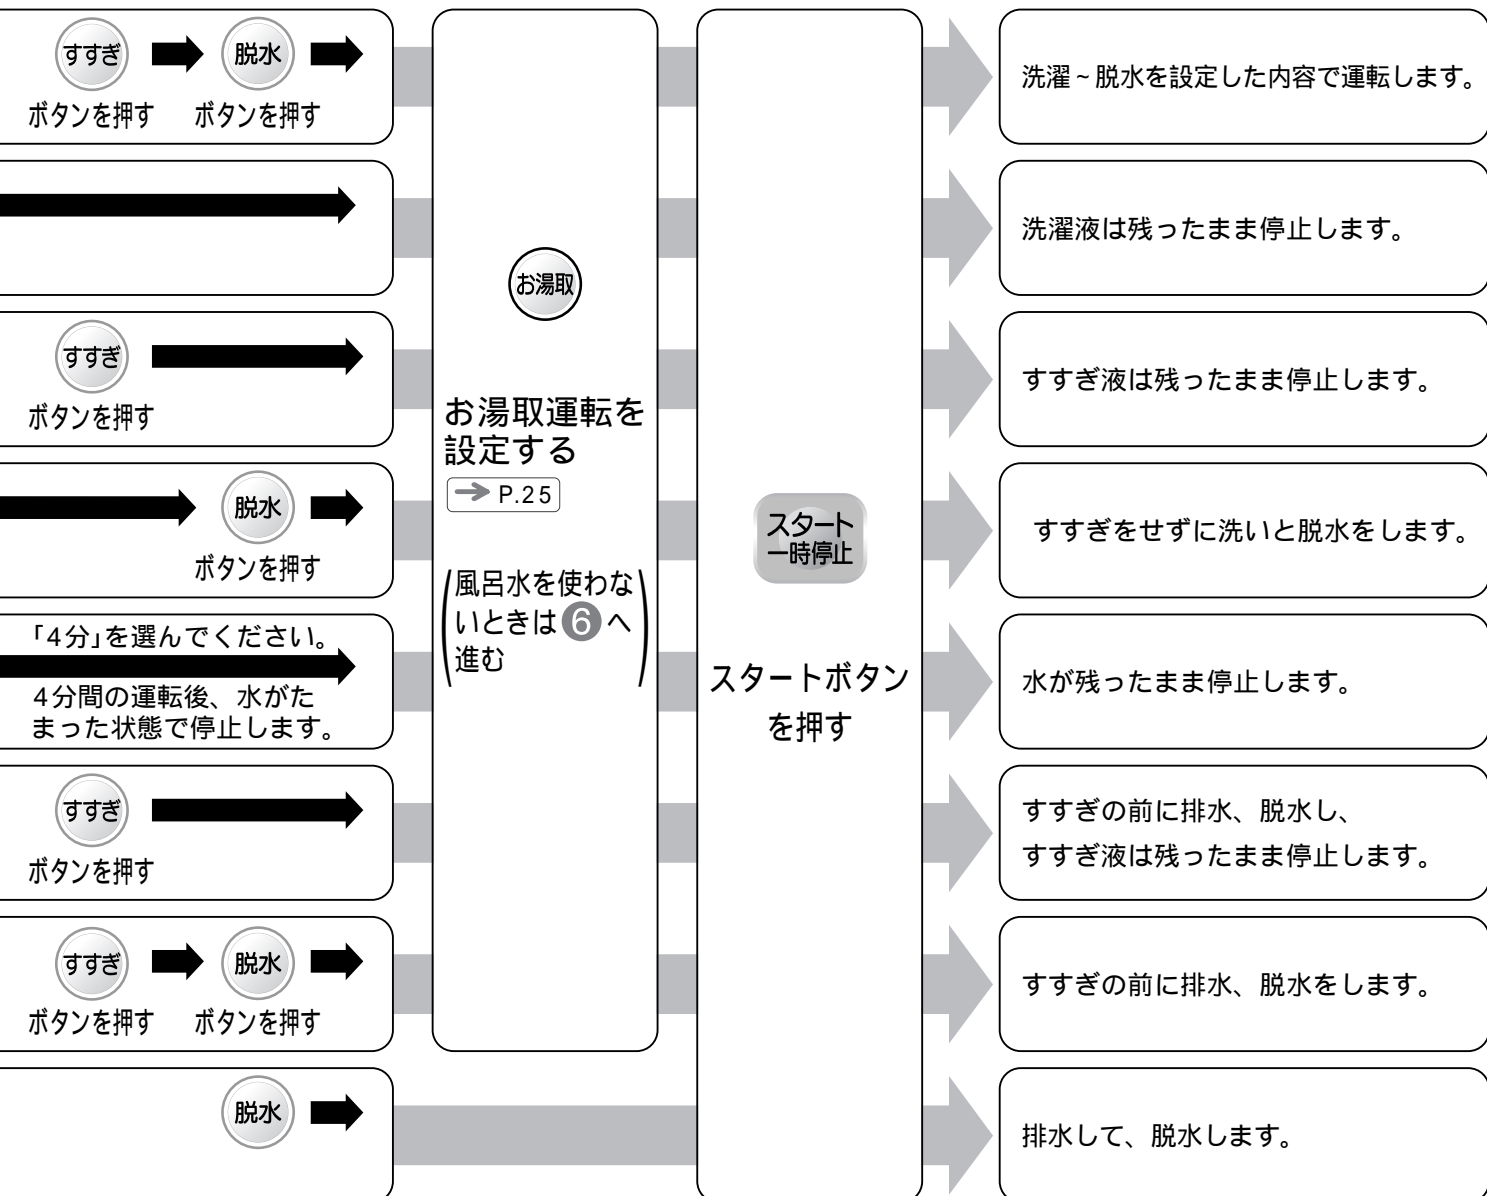 すすぎ
脱水
ボタンを押す
ボタンを押す
洗濯~脱水を設定した内容で運転します。
洗濯液は残ったまま停止します。
すすぎ
ボタンを押す
すすぎ液は残ったまま停止します。
脱水
ボタンを押す
すすぎをせずに洗いと脱水をします。
「4分」を選んでください。
4分間の運転後、水がた
まった状態で停止します。
水が残ったまま停止します。
すすぎ
ボタンを押す
すすぎの前に排水、脱水し、
すすぎ液は残ったまま停止します。
すすぎ
脱水
ボタンを押す
ボタンを押す
すすぎの前に排水、脱水をします。
脱水
排水して、脱水します。
お湯取
お湯取運転を
設定する
➔ P.25
(風呂水を使わな
いときは 6 へ
進む)
スタート
一時停止
スタートボタン
を押す